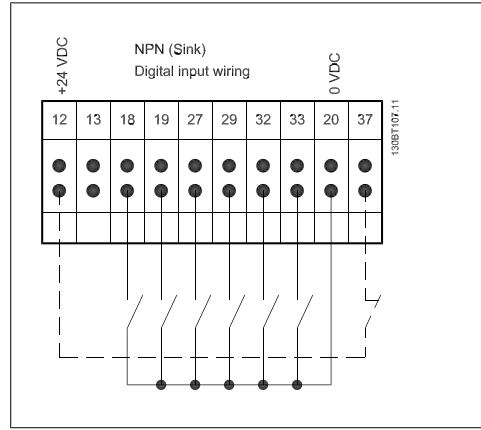 +24 VDC
NPN (Sink)
Digital input wiring
0 VDC
12 13 18 19 27 29 32 33 20 37
130BT107.11